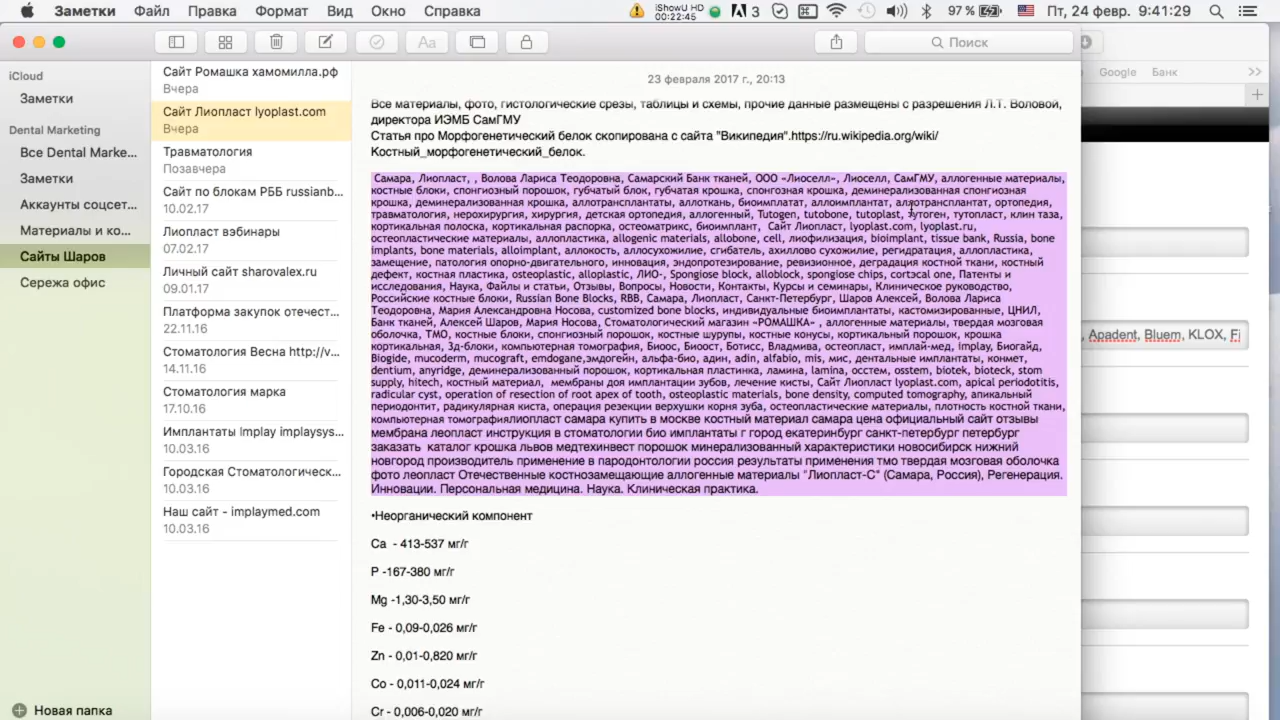 Заметки Файл Правка Формат Вид Окно Справка
iShowU HD
00:22:45
3
97 %
Пт, 24 февр. 9:41:29
Aa
Поиск
Google Банк
iCloud
Заметки
Dental Marketing
Все Dental Marke...
Заметки
Аккаунты соцсет...
Материалы и ко...
Сайты Шаров
Сережа офис
Новая папка
Сайт Ромашка хамомилла.рф
Вчера
Сайт Лиопласт lyoplast.com
Вчера
Травматология
Позавчера
Сайт по блокам РББ russianb...
10.02.17
Лиопласт вэбинары
07.02.17
Личный сайт sharovalex.ru
09.01.17
Платформа закупок отечест...
22.11.16
Стоматология Весна http://v...
14.11.16
Стоматология марка
17.10.16
Имплантаты Implay implaysys...
10.03.16
Городская Стоматологическ...
10.03.16
Наш сайт - implaymed.com
10.03.16
23 февраля 2017 г., 20:13
Все материалы, фото, гистологические срезы, таблицы и схемы, прочие данные размещены с разрешения Л.Т. Воловой,
директора ИЭМБ СамГМУ
Статья про Морфогенетический белок скопирована с сайта "Википедия".https://ru.wikipedia.org/wiki/
Костный_морфогенетический_белок.
Самара, Лиопласт, , Волова Лариса Теодоровна, Самарский Банк тканей, ООО «Лиоселл», Лиоселл, СамГМУ, аллогенные материалы,
костные блоки, спонгиозный порошок, губчатый блок, губчатая крошка, спонгозная крошка, деминерализованная спонгиозная
крошка, деминерализованная крошка, аллотрансплантаты, аллоткань, биоимплатат, аллоимплантат, аллотрансплантат, ортопедия,
травматология, нерохирургия, хирургия, детская ортопедия, аллогенный, Tutogen, tutobone, tutoplast, тутоген, тутопласт, клин таза,
кортикальная полоска, кортикальная распорка, остеоматрикс, биоимплант, Сайт Лиопласт, lyoplast.com, lyoplast.ru,
остеопластические материалы, аллопластика, allogenic materials, allobone, cell, лиофилизация, bioimplant, tissue bank, Russia, bone
implants, bone materials, alloimplant, аллокость, аллосухожилие, сгибатель, ахиллово сухожилие, регидратация, аллопластика,
замещение, патология опорно-двигательного, инновация, эндопротезирование, ревизионное, деградация костной ткани, костный
дефект, костная пластика, osteoplastic, alloplastic, ЛИО-, Spongiose block, alloblock, spongiose chips, cortэcal one, Патенты и
исследования, Наука, Файлы и статьи, Отзывы, Вопросы, Новости, Контакты, Курсы и семинары, Клиническое руководство,
Российские костные блоки, Russian Bone Blocks, RBB, Самара, Лиопласт, Санкт-Петербург, Шаров Алексей, Волова Лариса
Теодоровна, Мария Александровна Носова, customized bone blocks, индивидуальные биоимплантаты, кастомизированные, ЦНИЛ,
Банк тканей, Алексей Шаров, Мария Носова, Стоматологический магазин «РОМАШКА» , аллогенные материалы, твердая мозговая
оболочка, ТМО, костные блоки, спонгиозный порошок, костные шурупы, костные конусы, кортикальный порошок, крошка
кортикальная, 3д-блоки, компьютерная томография, Биоос, Биоост, Ботисс, Владмива, остеопласт, имплай-мед, implay, Биогайд,
Biogide, mucoderm, mucograft, emdogane,эмдогейн, альфа-био, адин, adin, alfabio, mis, мис, дентальные имплантаты, конмет,
dentium, anyridge, деминерализованный порошок, кортикальная пластинка, ламина, lamina, осстем, osstem, biotek, bioteck, stom
supply, hitech, костный материал, мембраны доя имплантации зубов, лечение кисты, Сайт Лиопласт lyoplast.com, apical periodotitis,
radicular cyst, operation of resection of root apex of tooth, osteoplastic materials, bone density, computed tomography, апикальный
периодонтит, радикулярная киста, операция резекции верхушки корня зуба, остеопластические материалы, плотность костной ткани,
компьютерная томографиялиопласт самара купить в москве костный материал самара цена официальный сайт отзывы
мембрана леопласт инструкция в стоматологии био имплантаты г город екатеринбург санкт-петербург петербург
заказать каталог крошка львов медтехинвест порошок минерализованный характеристики новосибирск нижний
новгород производитель применение в пародонтологии россия результаты применения тмо твердая мозговая оболочка
фото леопласт Отечественные костнозамещающие аллогенные материалы "Лиопласт-С" (Самара, Россия), Регенерация.
Инновации. Персональная медицина. Наука. Клиническая практика.
•Неорганический компонент
Ca - 413-537 мг/г
P -167-380 мг/г
Mg -1,30-3,50 мг/г
Fe - 0,09-0,026 мг/г
Zn - 0,01-0,820 мг/г
Co - 0,011-0,024 мг/г
Cr - 0,006-0,020 мг/г
, Apadent, Bluem, KLOX, Fi